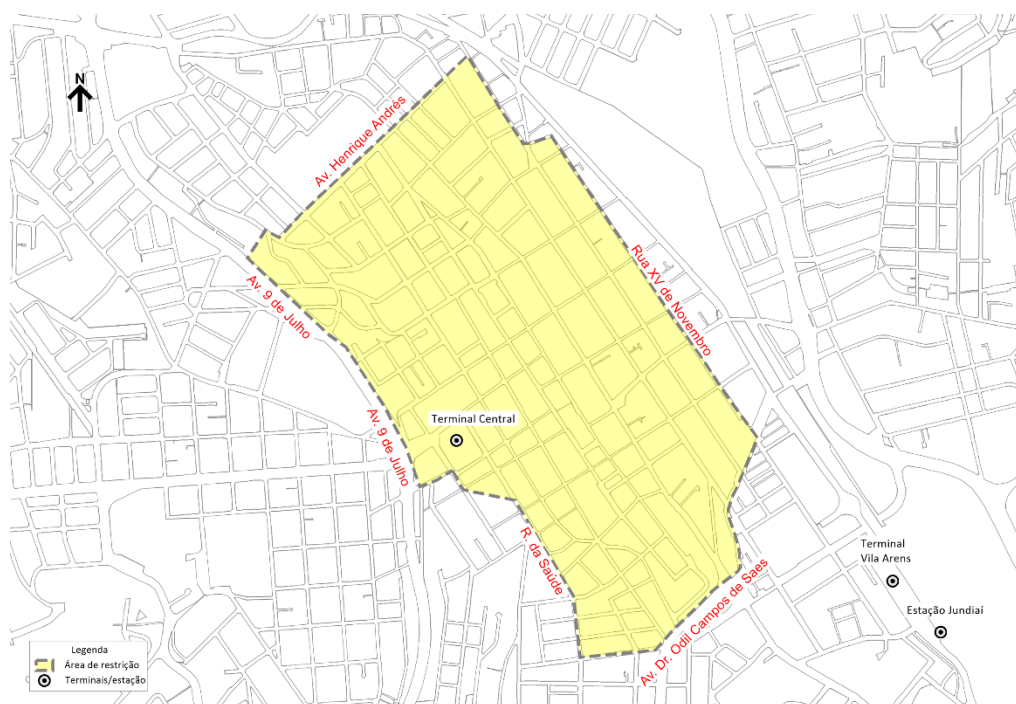 N
Av. Henrique Andrés
Rua XV de Novembro
Av. 9 de Julho
Av. 9 de Julho
Terminal Central
R. da Saúde
Av. Dr. Odil Campos de Saes
Terminal
Vila Arens
Estação Jundiaí
Legenda
Área de restrição
Terminais/estação